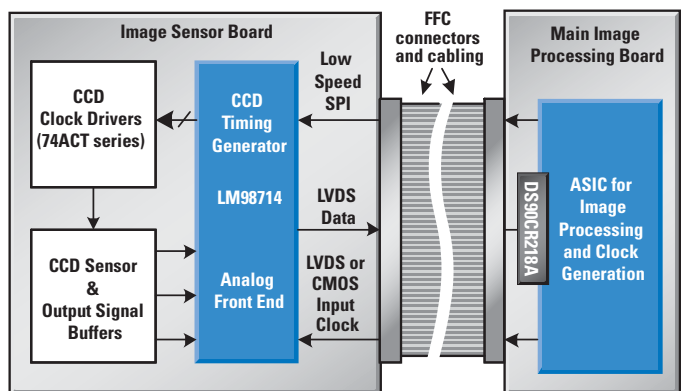 Image Sensor Board
FFC
connectors
and cabling
Main Image
Processing Board
CCD
Clock Drivers
(74ACT series)
CCD
Timing
Generator
LM98714
Analog
Front End
Low
Speed
SPI
LVDS
Data
LVDS or
CMOS
Input
Clock
CCD Sensor
&
Output Signal
Buffers
DS90CR218A
ASIC for
Image
Processing
and Clock
Generation